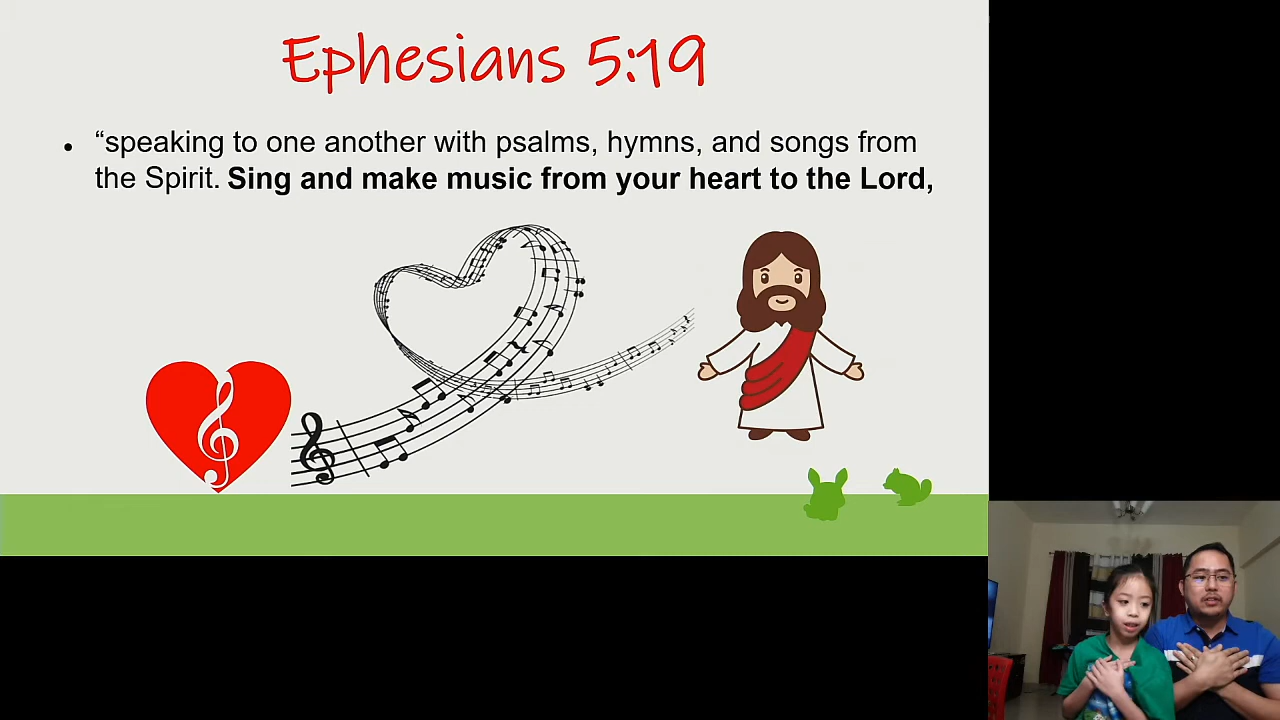 Ephesians 5:19
• “speaking to one another with psalms, hymns, and songs from
the Spirit. Sing and make music from your heart to the Lord,